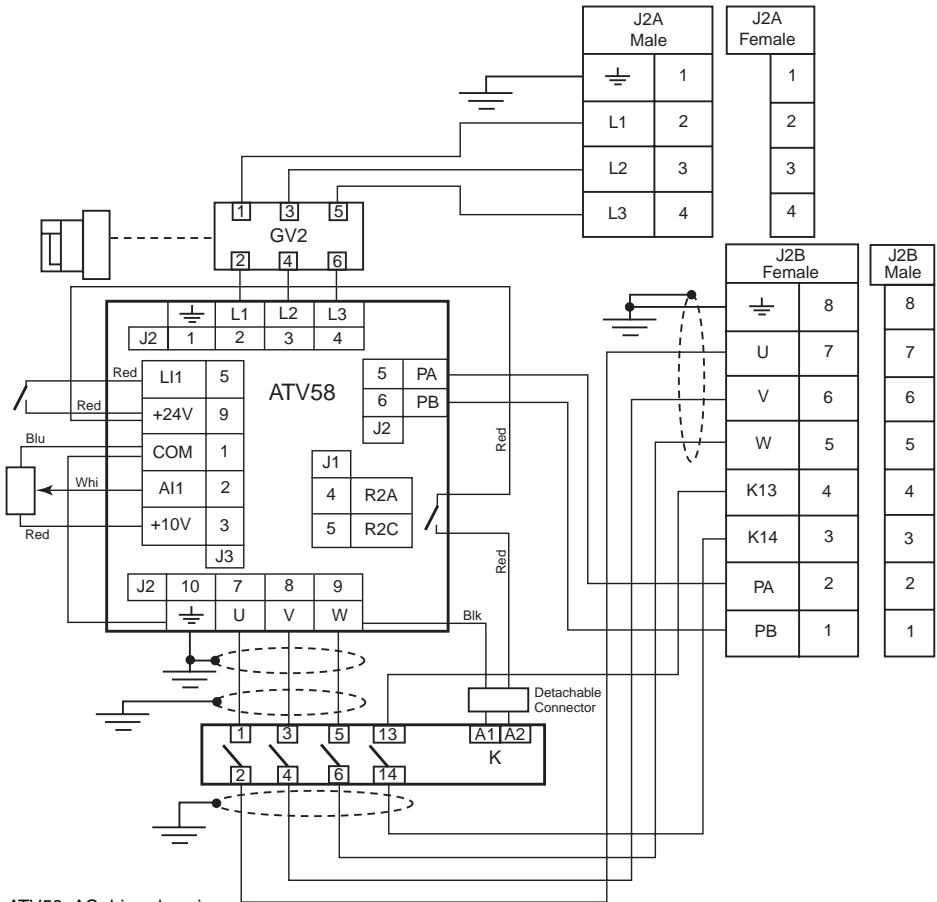 J2A
Male
J2A
Female
1
1
L1
2
2
L2
3
3
L3
4
4
1
3
5
GV2
2
4
6
J2B
Female
J2B
Male
8
8
U
7
7
V
6
6
W
5
5
K13
4
4
K14
3
3
PA
2
2
PB
1
1
L1
L2
L3
J2
1
2
3
4
ATV58
Red
LI1
5
Red
+24V
9
Blu
COM
1
Whi
AI1
2
Red
+10V
3
J3
5
PA
6
PB
J2
Red
J1
4
R2A
5
R2C
Red
J2
10
7
8
9
U
V
W
Blk
Detachable
Connector
1
3
5
13
A1
A2
K
2
4
6
14